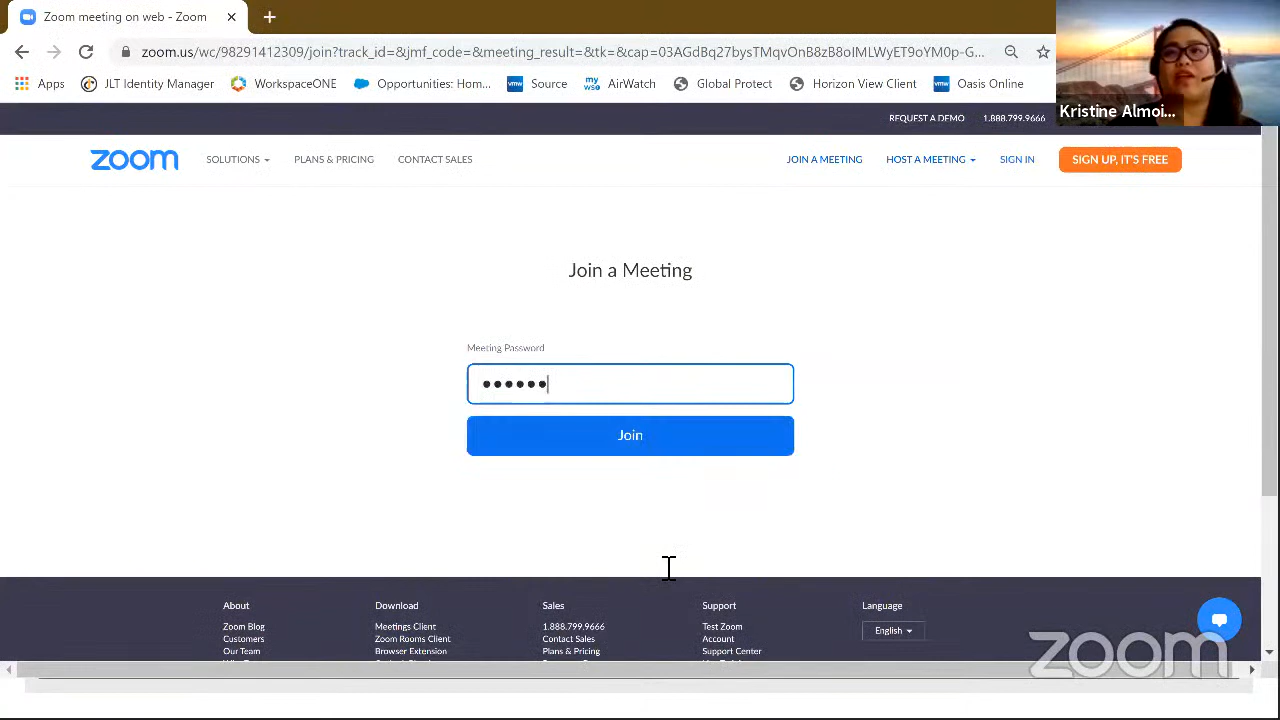 Zoom meeting on web - Zoom
zoom.us/wc/98291412309/join?track_id=&jmf_code=&meeting_result=&tk=&cap=03AGdBq27bysTMqvOnB8zB8oIMLWyET9oYM0p-G...
Apps JLT Identity Manager WorkspaceONE Opportunities: Hom... vmw Source my wso AirWatch Global Protect Horizon View Client vmw Oasis Online
Kristine Almoi...
REQUEST A DEMO 1.888.799.9666
zoom SOLUTIONS PLANS & PRICING CONTACT SALES JOIN A MEETING HOST A MEETING SIGN IN SIGN UP, IT'S FREE
Join a Meeting
Meeting Password
••••••
Join
About Download Sales Support Language
Zoom Blog Meetings Client 1.888.799.9666 Test Zoom English
Customers Zoom Rooms Client Contact Sales Account
Our Team Browser Extension Plans & Pricing Support Center
zoom